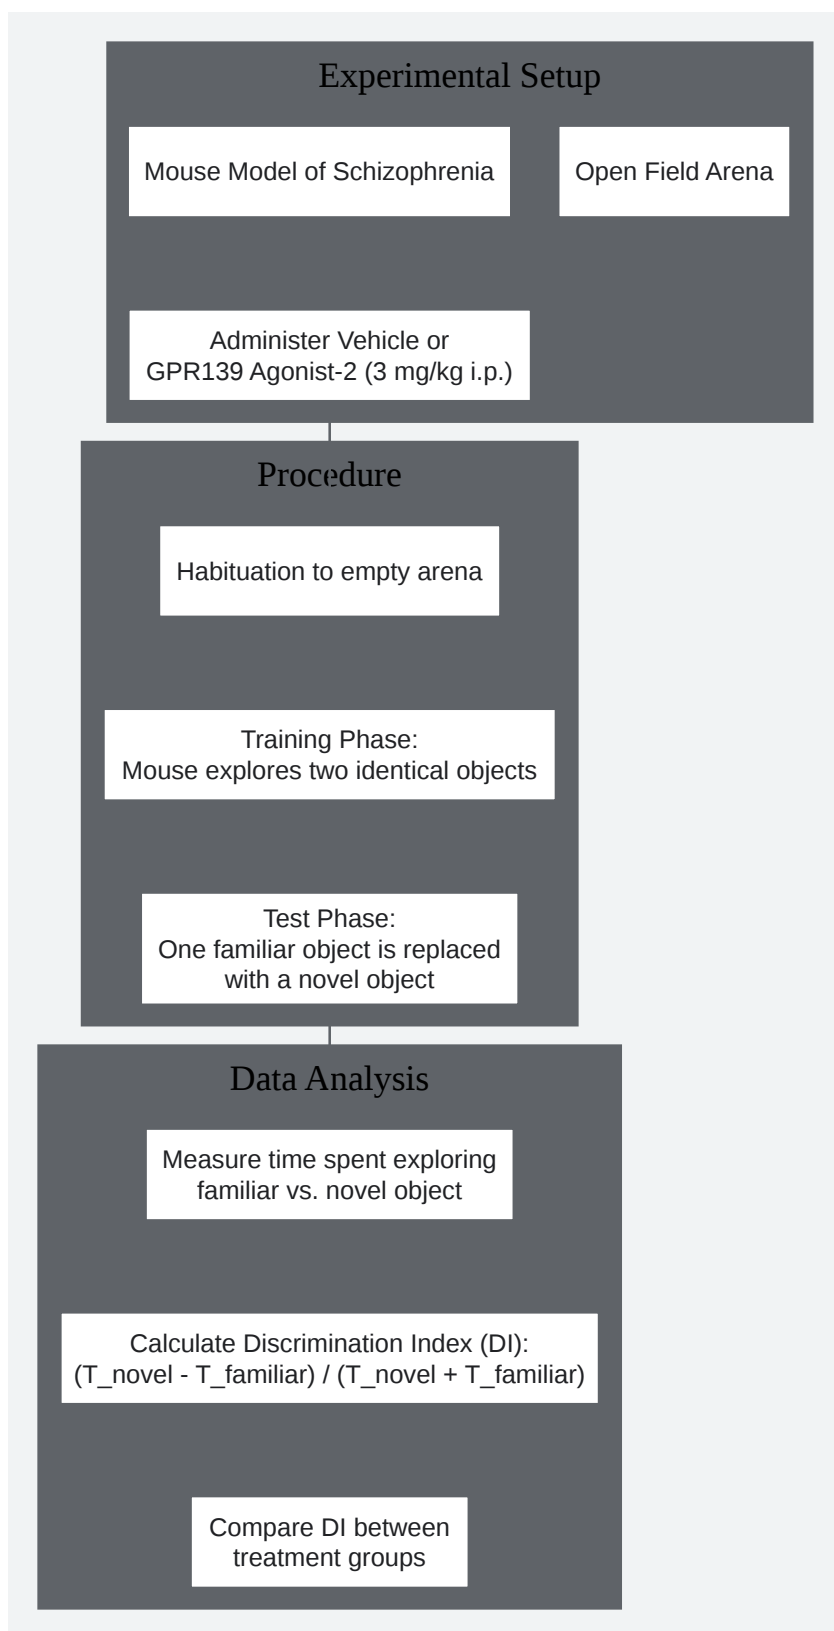 Experimental Setup
Mouse Model of Schizophrenia
Open Field Arena
Administer Vehicle or
GPR139 Agonist-2 (3 mg/kg i.p.)
Procedure
Habituation to empty arena
Training Phase:
Mouse explores two identical objects
Test Phase:
One familiar object is replaced
with a novel object
Data Analysis
Measure time spent exploring
familiar vs. novel object
Calculate Discrimination Index (DI):
(T_novel - T_familiar) / (T_novel + T_familiar)
Compare DI between
treatment groups